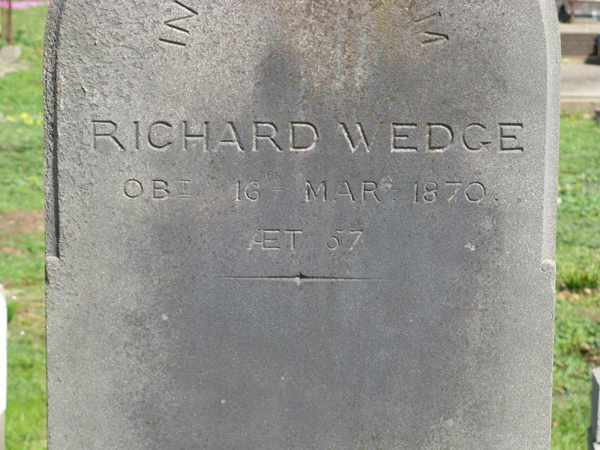 RICHARD WEDGE
OBT 16TH MAR. 1870.
ÆT 57